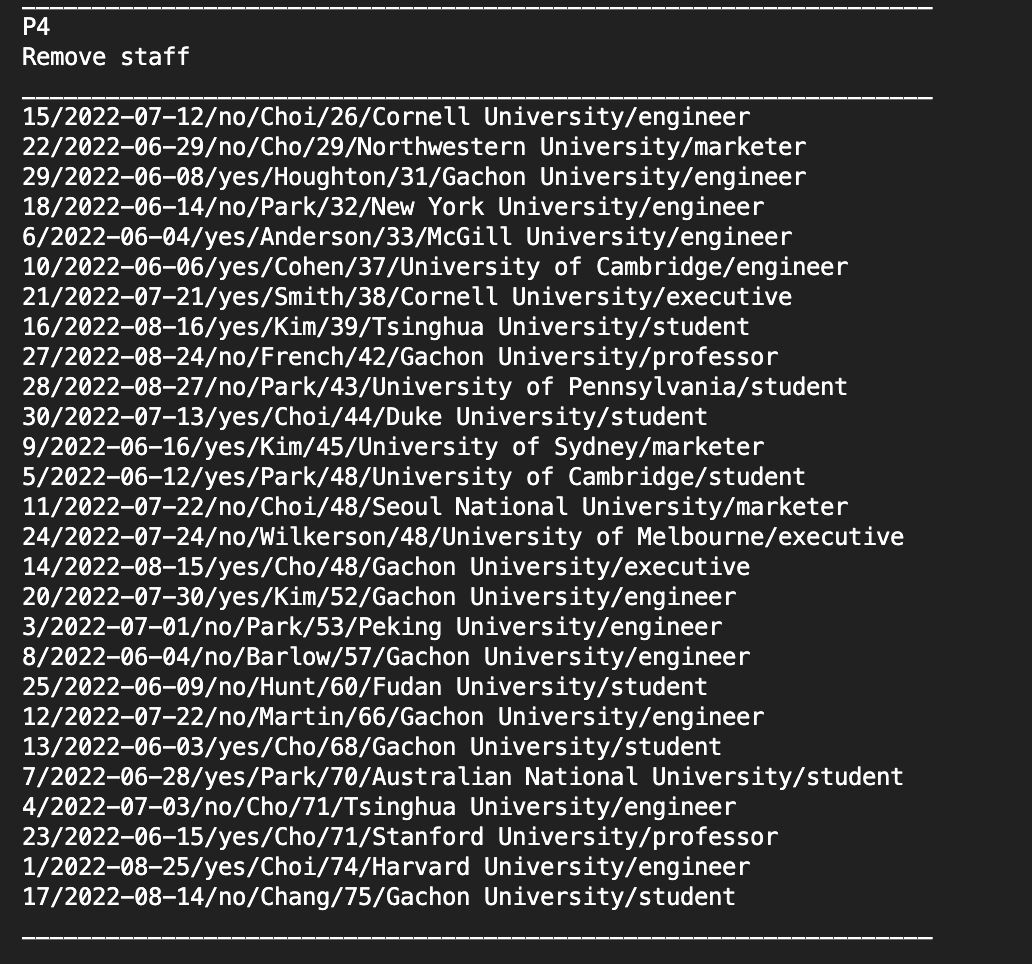 P4
Remove staff
15/2022-07-12/no/Choi/26/Cornell University/engineer
22/2022-06-29/no/Cho/29/Northwestern University/marketer
29/2022-06-08/yes/Houghton/31/Gachon University/engineer
18/2022-06-14/no/Park/32/New York University/engineer
6/2022-06-04/yes/Anderson/33/McGill University/engineer
10/2022-06-06/yes/Cohen/37/University of Cambridge/engineer
21/2022-07-21/yes/Smith/38/Cornell University/executive
16/2022-08-16/yes/Kim/39/Tsinghua University/student
27/2022-08-24/no/French/42/Gachon University/professor
28/2022-08-27/no/Park/43/University of Pennsylvania/student
30/2022-07-13/yes/Choi/44/Duke University/student
9/2022-06-16/yes/Kim/45/University of Sydney/marketer
5/2022-06-12/yes/Park/48/University of Cambridge/student
11/2022-07-22/no/Choi/48/Seoul National University/marketer
24/2022-07-24/no/Wilkerson/48/University of Melbourne/executive
14/2022-08-15/yes/Cho/48/Gachon University/executive
20/2022-07-30/yes/Kim/52/Gachon University/engineer
3/2022-07-01/no/Park/53/Peking University/engineer
8/2022-06-04/no/Barlow/57/Gachon University/engineer
25/2022-06-09/no/Hunt/60/Fudan University/student
12/2022-07-22/no/Martin/66/Gachon University/engineer
13/2022-06-03/yes/Cho/68/Gachon University/student
7/2022-06-28/yes/Park/70/Australian National University/student
4/2022-07-03/no/Cho/71/Tsinghua University/engineer
23/2022-06-15/yes/Cho/71/Stanford University/professor
1/2022-08-25/yes/Choi/74/Harvard University/engineer
17/2022-08-14/no/Chang/75/Gachon University/student